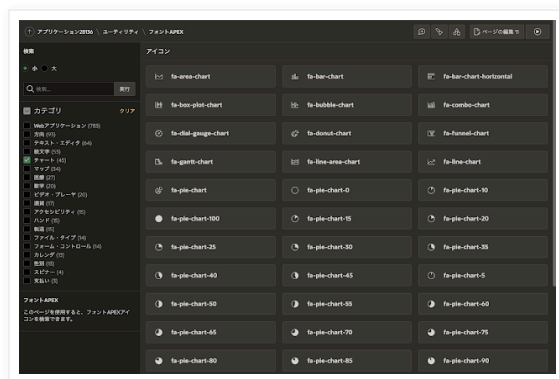 アプリケーション28136 \ ユーティリティ \ フォントAPEX
ページの編集 11
検索
小 大
検索...
実行
カテゴリ
クリア
Webアプリケーション (783)
方向 (93)
テキスト・エディタ (64)
絵文字 (53)
チャート (43)
マップ (34)
医療 (27)
数学 (20)
ビデオ・プレーヤ (20)
通貨 (17)
アクセシビリティ (15)
ハンド (15)
輸送 (15)
ファイル・タイプ (14)
フォーム・コントロール (14)
カレンダ (13)
性別 (13)
スピナー (4)
支払い (3)
フォントAPEX
このページを使用すると、フォントAPEXアイ
コンを検索できます。
アイコン
fa-area-chart
fa-bar-chart
fa-bar-chart-horizontal
fa-box-plot-chart
fa-bubble-chart
fa-combo-chart
fa-dial-gauge-chart
fa-donut-chart
fa-funnel-chart
fa-gantt-chart
fa-line-area-chart
fa-line-chart
fa-pie-chart
fa-pie-chart-0
fa-pie-chart-10
fa-pie-chart-100
fa-pie-chart-15
fa-pie-chart-20
fa-pie-chart-25
fa-pie-chart-30
fa-pie-chart-35
fa-pie-chart-40
fa-pie-chart-45
fa-pie-chart-5
fa-pie-chart-50
fa-pie-chart-55
fa-pie-chart-60
fa-pie-chart-65
fa-pie-chart-70
fa-pie-chart-75
fa-pie-chart-80
fa-pie-chart-85
fa-pie-chart-90